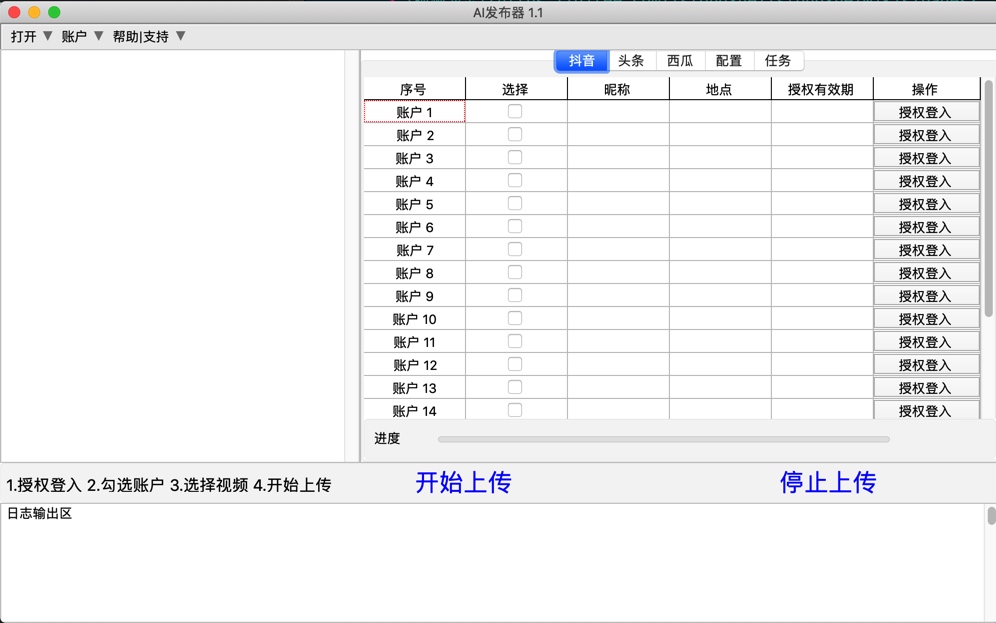 AI发布器 1.1
打开 ▼ 账户 ▼ 帮助|支持 ▼
抖音 头条 西瓜 配置 任务
序号 选择 昵称 地点 授权有效期 操作
账户 1 授权登入
账户 2 授权登入
账户 3 授权登入
账户 4 授权登入
账户 5 授权登入
账户 6 授权登入
账户 7 授权登入
账户 8 授权登入
账户 9 授权登入
账户 10 授权登入
账户 11 授权登入
账户 12 授权登入
账户 13 授权登入
账户 14 授权登入
进度
1.授权登入 2.勾选账户 3.选择视频 4.开始上传 开始上传 停止上传
日志输出区